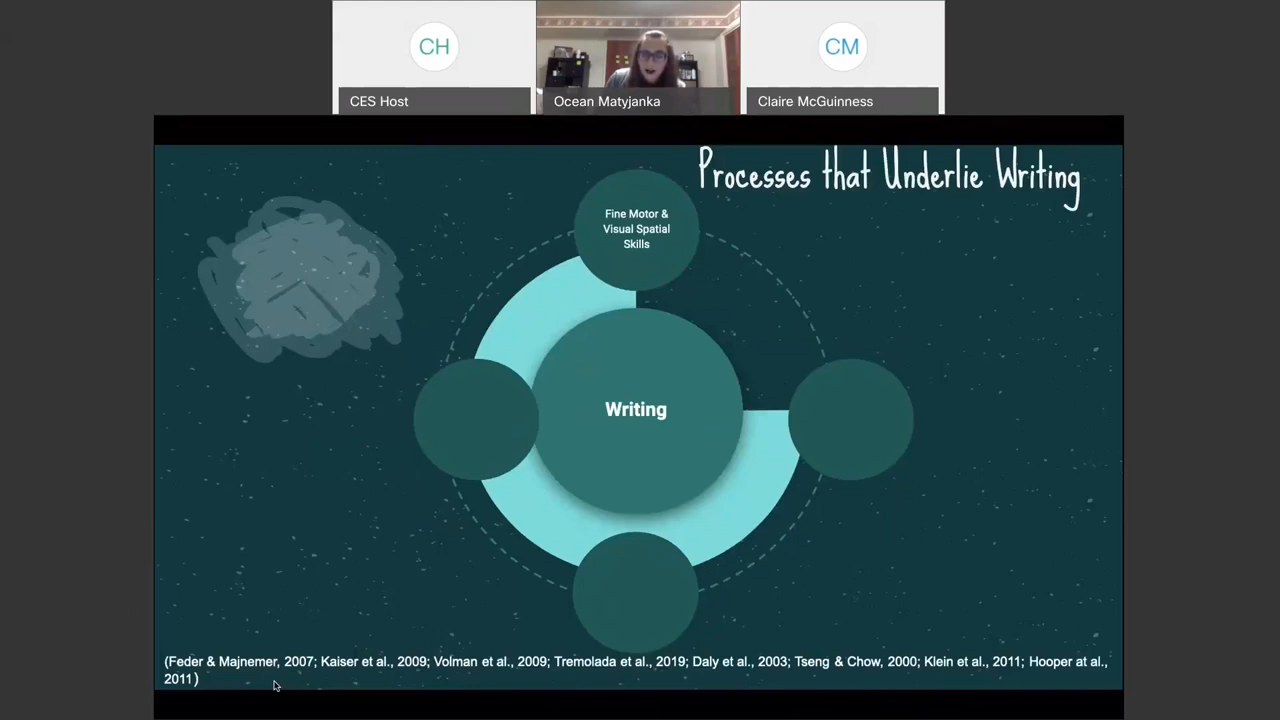 CH
CM
CES Host
Ocean Matyjanka
Claire McGuinness
Processes that Underlie Writing
Fine Motor &
Visual Spatial
Skills
Writing
(Feder & Majnemer, 2007; Kaiser et al., 2009; Volman et al., 2009; Tremolada et al., 2019; Daly et al., 2003; Tseng & Chow, 2000; Klein et al., 2011; Hooper at al.,
2011)